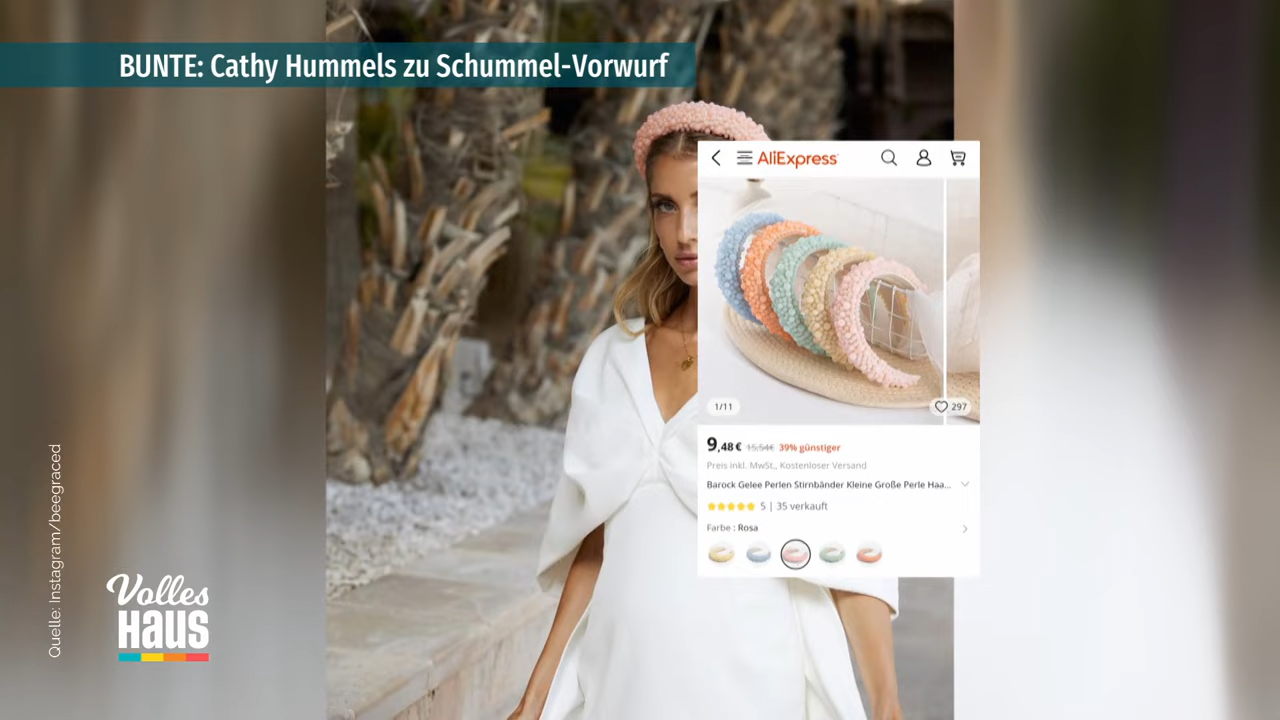 BUNTE: Cathy Hummels zu Schummel-Vorwurf
AliExpress
1/11
297
9,48 € 15,54€ 39% günstiger
Preis inkl. MwSt., Kostenloser Versand
Barock Gelee Perlen Stirnbänder Kleine Große Perle Haa...
5 | 35 verkauft
Farbe : Rosa
Quelle: Instagram/beegraced
Volles
HAUS